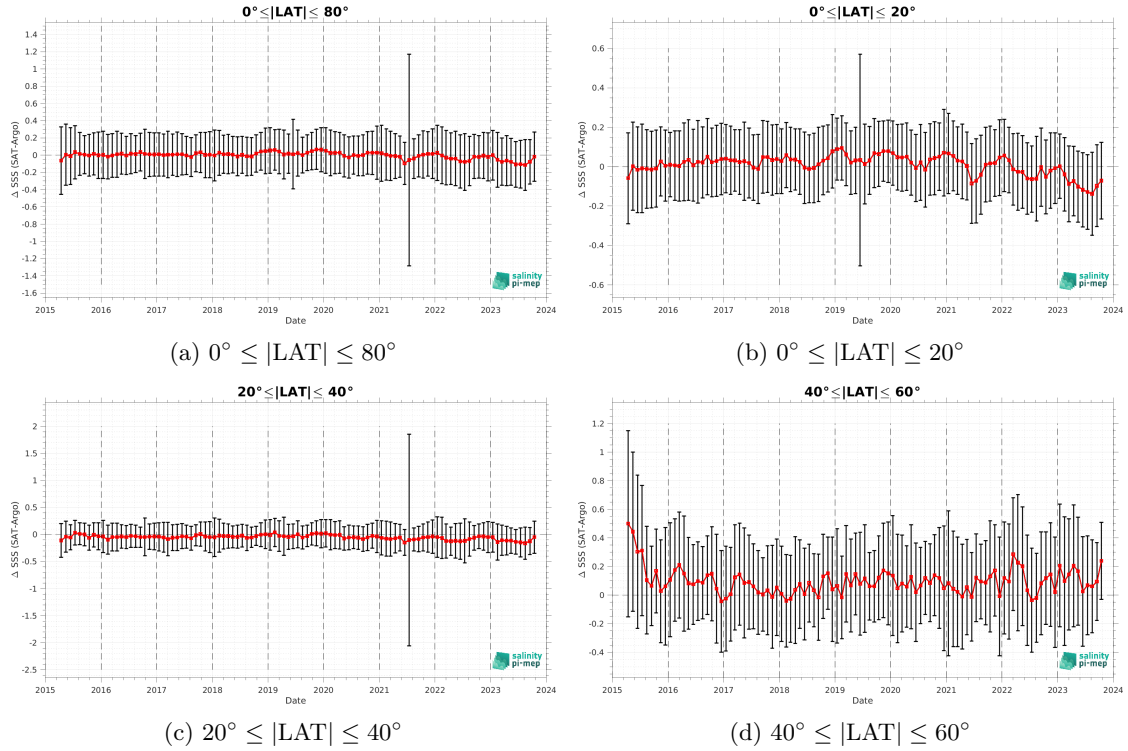 0°≤|LAT|≤ 80°
Δ SSS (SAT-Argo)
1.4
1.2
1
0.8
0.6
0.4
0.2
0
-0.2
-0.4
-0.6
-0.8
-1
-1.2
-1.4
-1.6
2015 2016 2017 2018 2019 2020 2021 2022 2023 2024
Date
salinity
pi-mep
(a) 0° ≤ |LAT| ≤ 80°
0°≤|LAT|≤ 20°
Δ SSS (SAT-Argo)
0.6
0.4
0.2
0
-0.2
-0.4
-0.6
2015 2016 2017 2018 2019 2020 2021 2022 2023 2024
Date
salinity
pi-mep
(b) 0° ≤ |LAT| ≤ 20°
20°≤|LAT|≤ 40°
Δ SSS (SAT-Argo)
2
1.5
1
0.5
0
-0.5
-1
-1.5
-2
-2.5
2015 2016 2017 2018 2019 2020 2021 2022 2023 2024
Date
salinity
pi-mep
(c) 20° ≤ |LAT| ≤ 40°
40°≤|LAT|≤ 60°
Δ SSS (SAT-Argo)
1.2
1
0.8
0.6
0.4
0.2
0
-0.2
-0.4
2015 2016 2017 2018 2019 2020 2021 2022 2023 2024
Date
salinity
pi-mep
(d) 40° ≤ |LAT| ≤ 60°